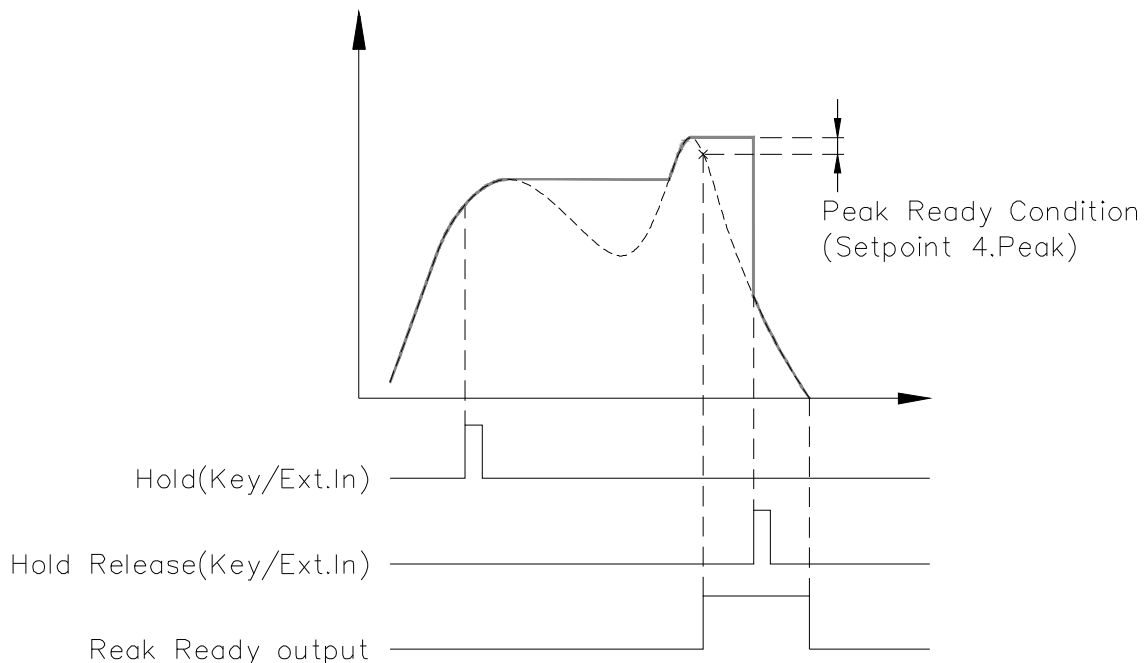 Peak Ready Condition
(Setpoint 4.Peak)
Hold(Key/Ext.In)
Hold Release(Key/Ext.In)
Reak Ready output